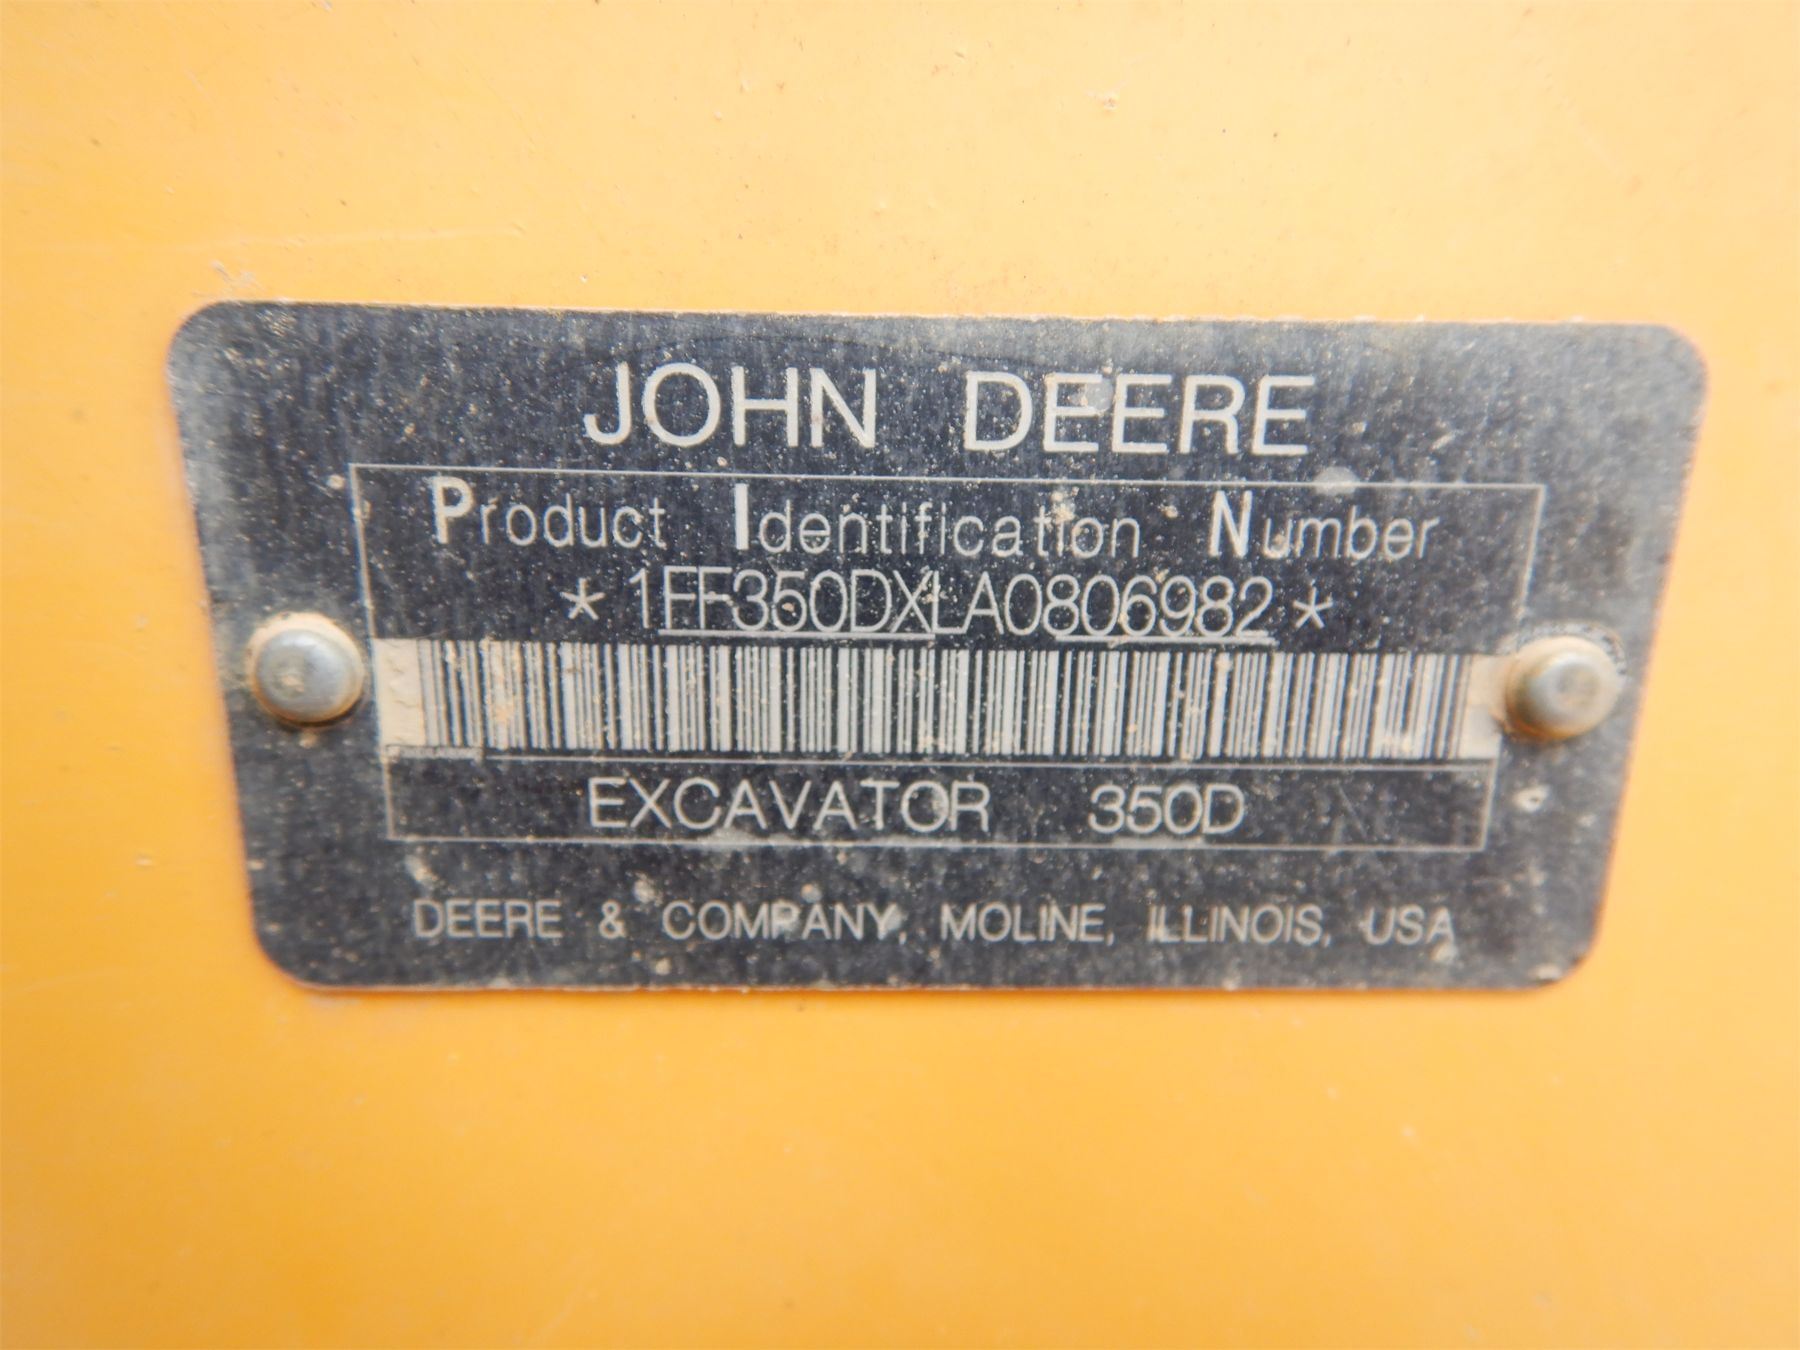 JOHN DEERE
Product Identification Number
*1FF350DXLA0806982*
EXCAVATOR 350D
DEERE & COMPANY, MOLINE, ILLINOIS, USA